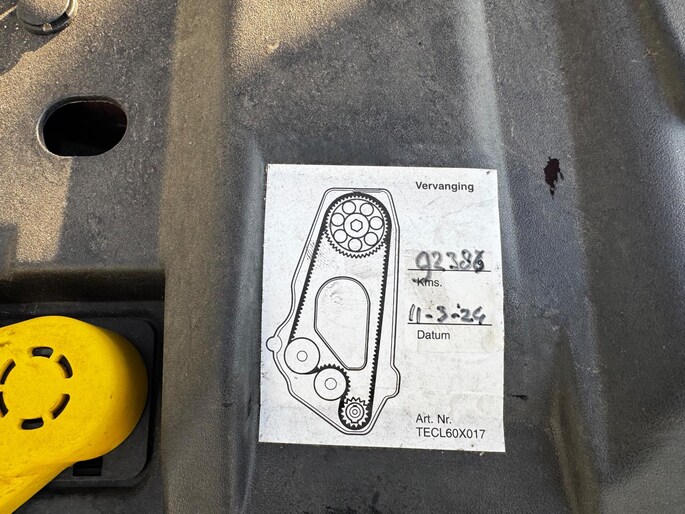 Vervanging
92386
Kms.
11-3-24
Datum
Art. Nr.
TECL60X017